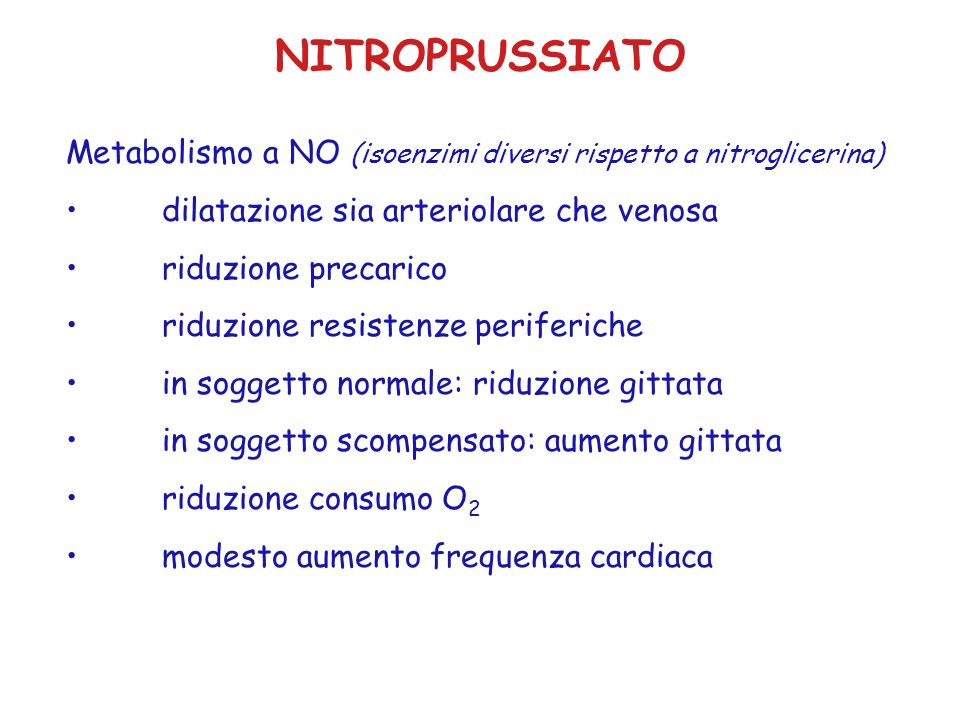 NITROPRUSSIATO
Metabolismo a NO (isoenzimi diversi rispetto a nitroglicerina)
• dilatazione sia arteriolare che venosa
• riduzione precarico
• riduzione resistenze periferiche
• in soggetto normale: riduzione gittata
• in soggetto scompensato: aumento gittata
• riduzione consumo O₂
• modesto aumento frequenza cardiaca